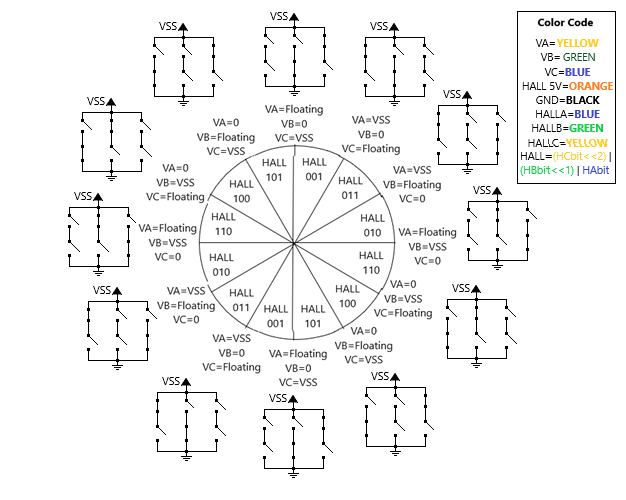 VSS
VSS
VSS
Color Code
VA=YELLOW
VB= GREEN
VC=BLUE
HALL 5V=ORANGE
GND=BLACK
HALLA=BLUE
HALLB=GREEN
HALLC=YELLOW
HALL=(HCbit<<2) |
(HBbit<<1) | HAbit
VSS
VSS
VA=Floating
VB=0
VC=VSS
VA=0
VB=Floating
VC=VSS
VA=VSS
VB=0
VC=Floating
VA=0
VB=VSS
VC=Floating
VA=VSS
VB=Floating
VC=0
HALL
101
HALL
001
HALL
100
HALL
011
VSS
VSS
VA=Floating
VB=VSS
VC=0
HALL
110
HALL
010
VA=Floating
VB=VSS
VC=0
HALL
010
HALL
110
VSS
VSS
VA=VSS
VB=Floating
VC=0
HALL
011
HALL
001
HALL
101
HALL
100
VA=0
VB=VSS
VC=Floating
VA=VSS
VB=0
VC=Floating
VA=Floating
VB=0
VC=VSS
VA=0
VB=Floating
VC=VSS
VSS
VSS
VSS